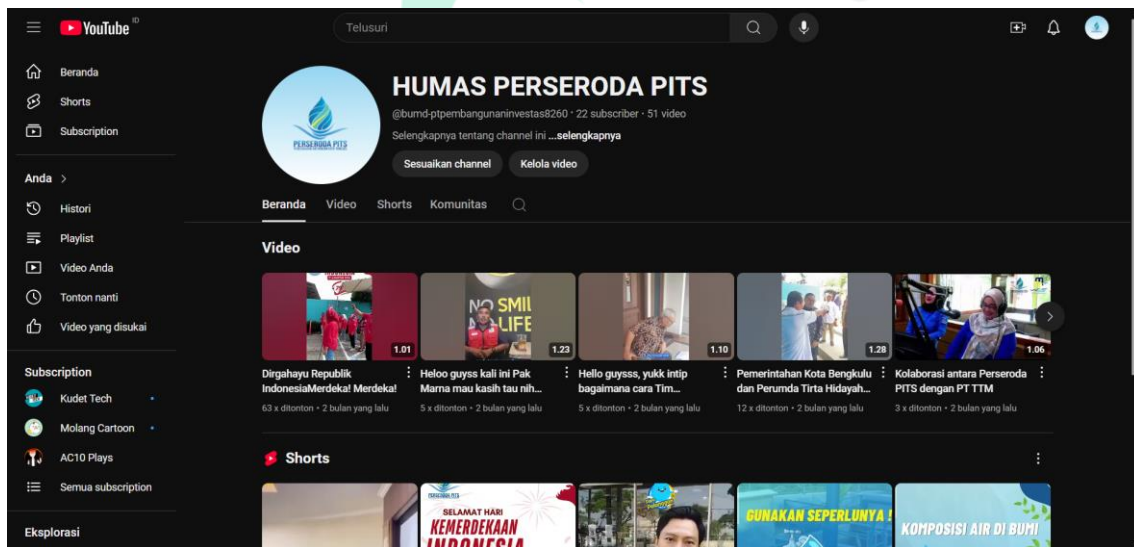 YouTube ID
Telusuri
Beranda
Shorts
Subscription
Anda >
Histori
Playlist
Video Anda
Tonton nanti
Video yang disukai
Subscription
Kudet Tech
Molang Cartoon
AC10 Plays
Semua subscription
Eksplorasi
PERSERODA PITS
HUMAS PERSERODA PITS
@bumd-ptpembangunaninvestas8260 · 22 subscriber · 51 video
Selengkapnya tentang channel ini ...selengkapnya
Sesuaikan channel
Kelola video
Beranda Video Shorts Komunitas
Video
1.01
Dirgahayu Republik
IndonesiaMerdeka! Merdeka!
63 x ditonton • 2 bulan yang lalu
NO SMIL
LIFE
1.23
Heloo guyss kali ini Pak
Marna mau kasih tau nih...
5 x ditonton • 2 bulan yang lalu
1.10
Hello guysss, yukk intip
bagaimana cara Tim...
5 x ditonton • 2 bulan yang lalu
1.28
Pemerintahan Kota Bengkulu
dan Perumda Tirta Hidayah...
12 x ditonton • 2 bulan yang lalu
1.06
Kolaborasi antara Perseroda
PITS dengan PT TTM
3 x ditonton • 2 bulan yang lalu
Shorts
PERSERODA PITS
SELAMAT HARI
KEMERDEKAAN
INDONESIA
GUNAKAN SEPERLUNYA !
KOMPOSISI AIR DI BUMI